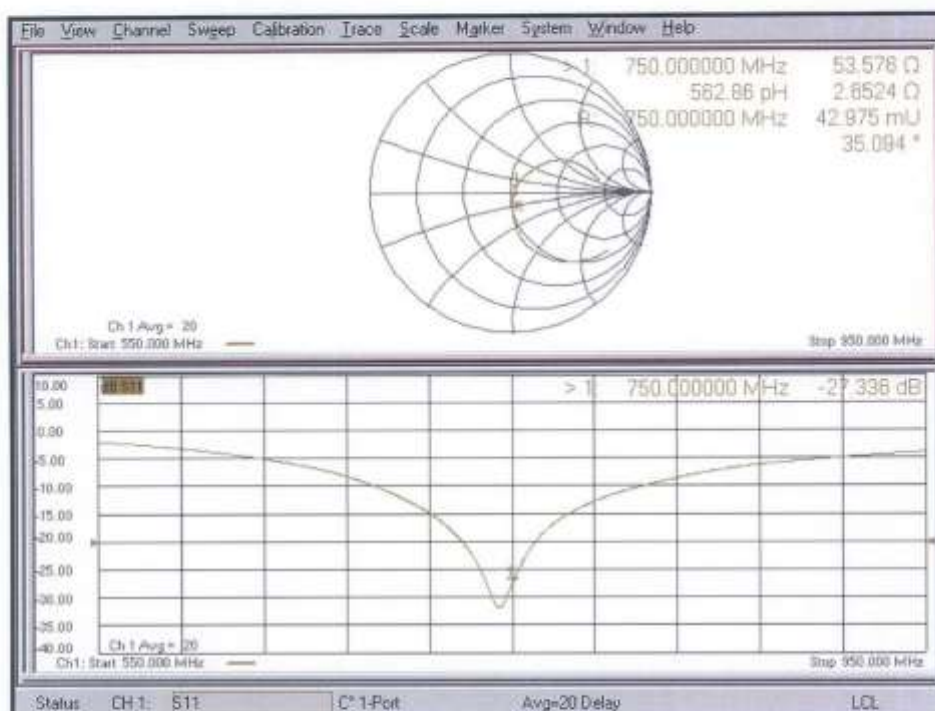 File View Channel Sweep Calibration Trace Scale Marker System Window Help
> 1 750.000000 MHz 53.576 Ω
562.86 pH 2.6524 Ω
750.000000 MHz 42.975 mU
35.094 °
Ch 1 Avg = 20
Ch1: Start 550.000 MHz Stop 950.000 MHz
10.00
> 1 750.000000 MHz -27.336 dB
5.00
0.00
-5.00
-10.00
-15.00
-20.00
-25.00
-30.00
-35.00
-40.00
Ch 1 Avg = 20
Ch1: Start 550.000 MHz Stop 950.000 MHz
Status CH 1: S11 C* 1-Port Avg=20 Delay LCL